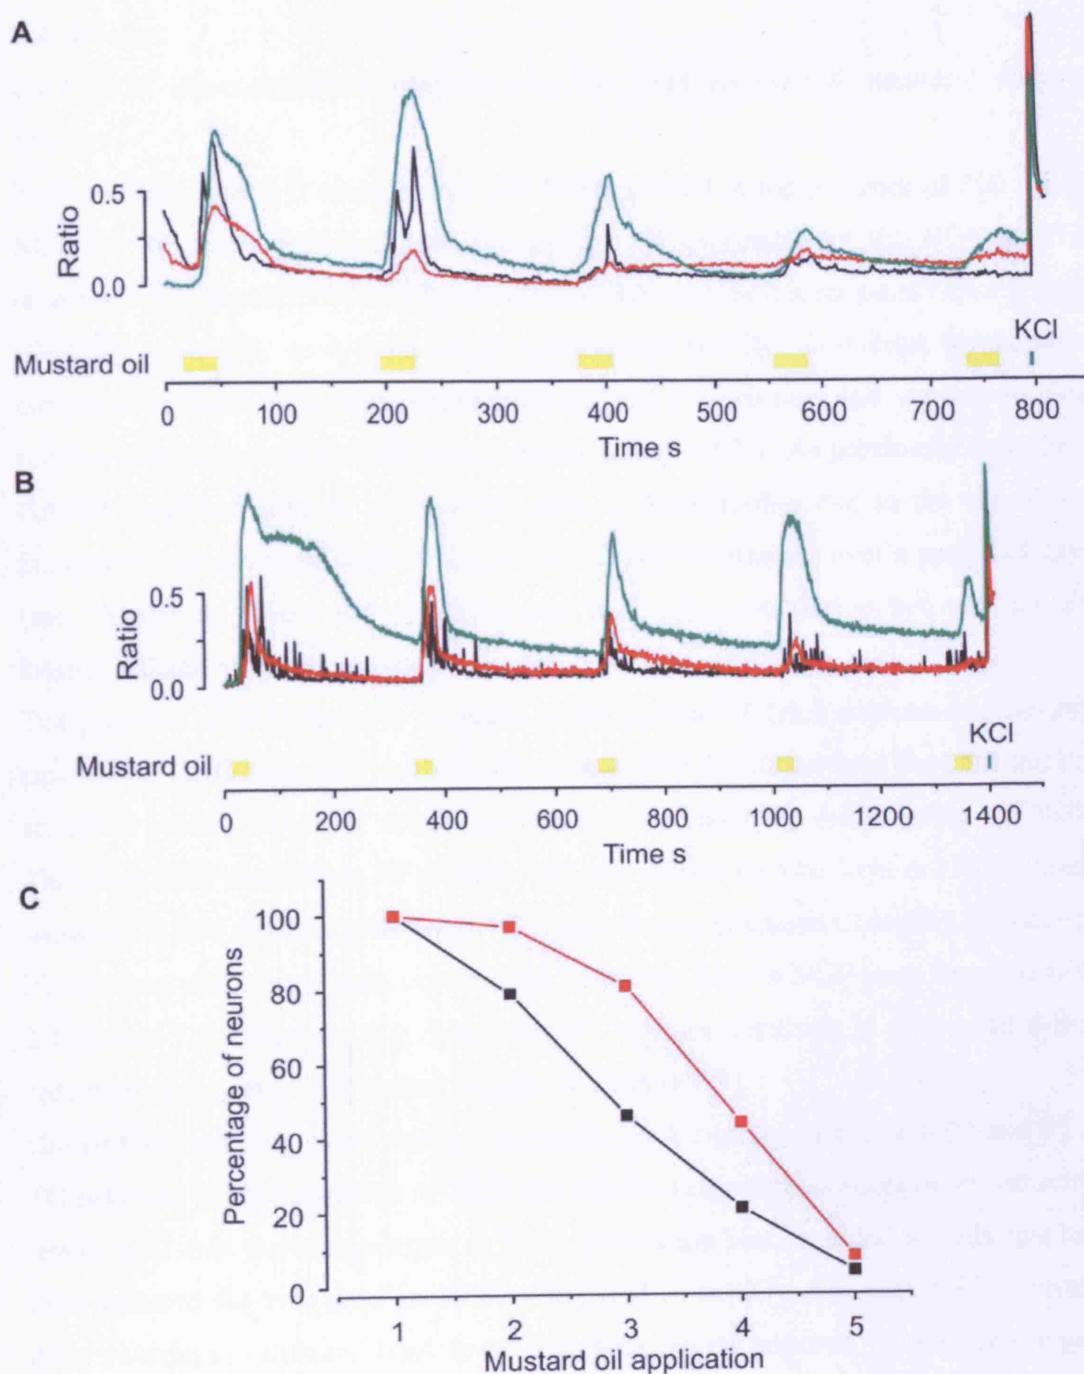 A
0.5
0.0
Ratio
KCl
Mustard oil
0 100 200 300 400 500 600 700 800
Time s
B
0.5
0.0
Ratio
KCl
Mustard oil
0 200 400 600 800 1000 1200 1400
Time s
C
100
80
60
40
20
0
Percentage of neurons
1 2 3 4 5
Mustard oil application